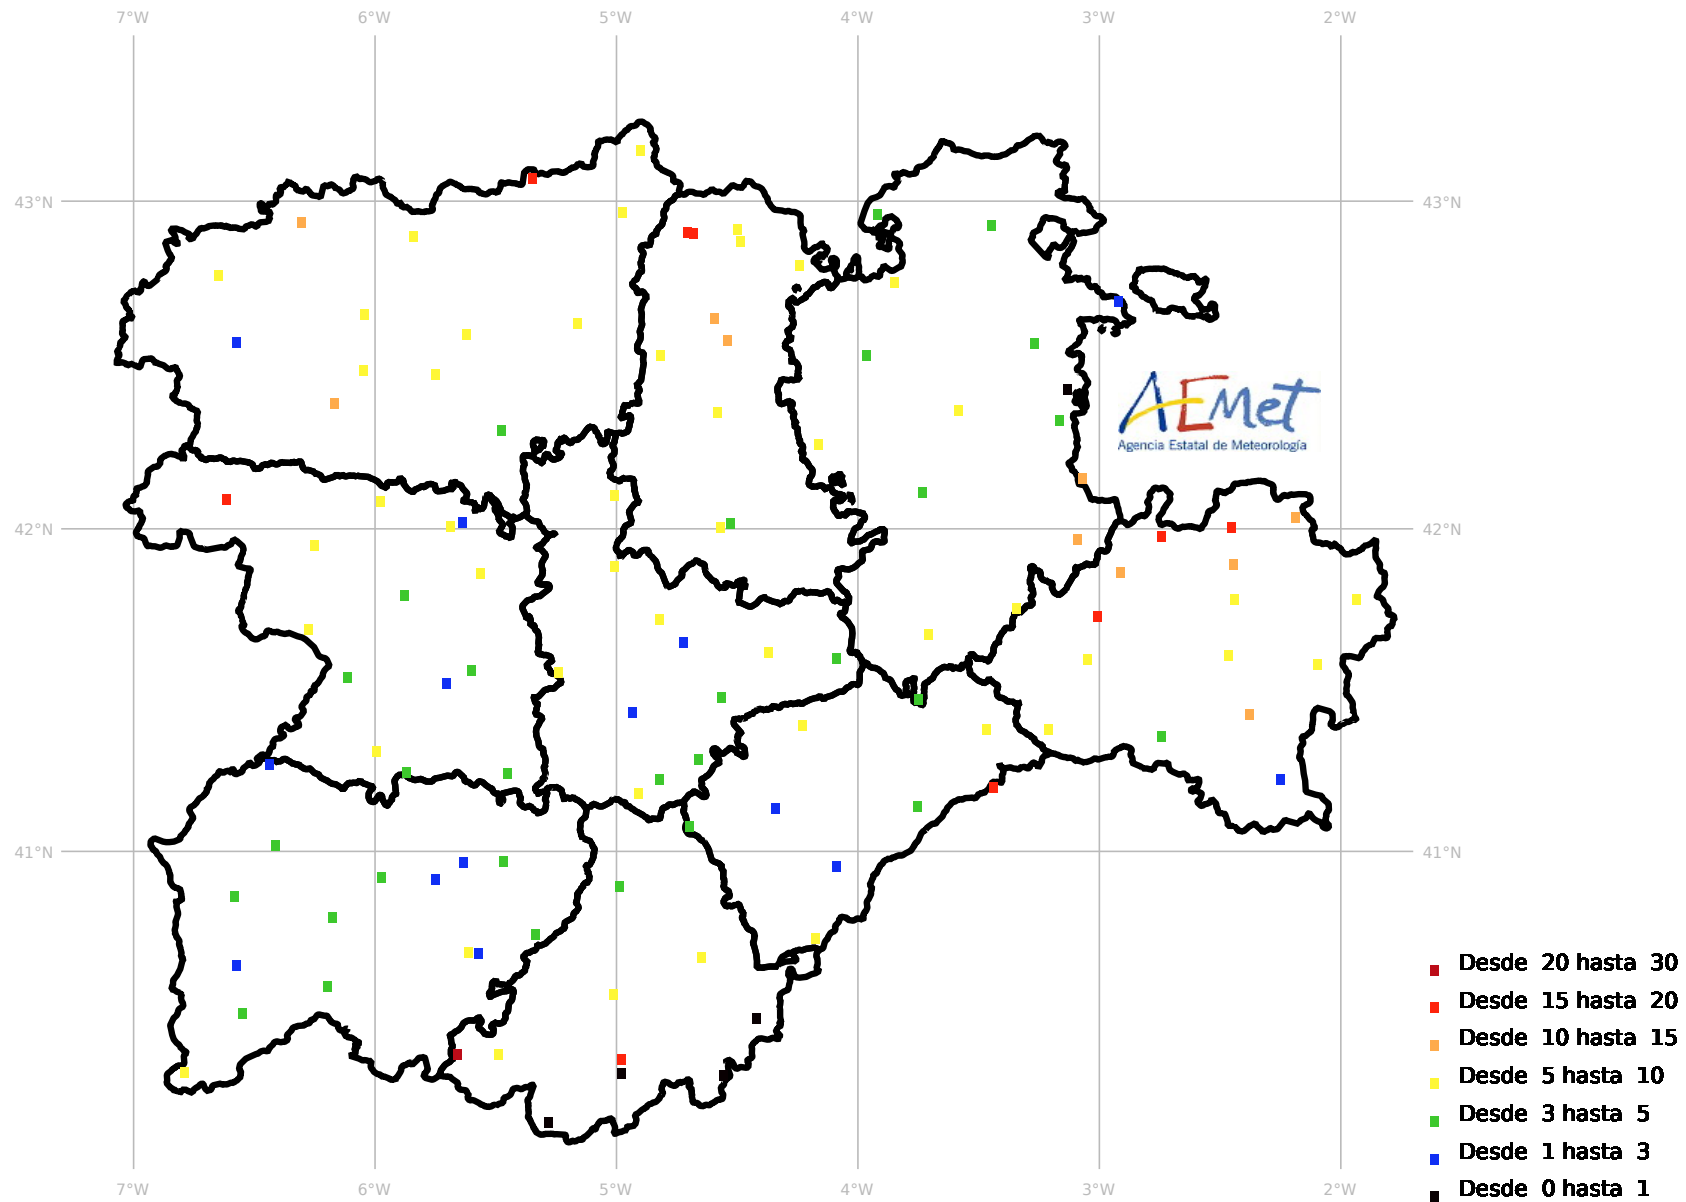 7°W 6°W 5°W 4°W 3°W 2°W
43°N 43°N
AEMet
Agencia Estatal de Meteorología
42°N 42°N
41°N 41°N
Desde 20 hasta 30
Desde 15 hasta 20
Desde 10 hasta 15
Desde 5 hasta 10
Desde 3 hasta 5
Desde 1 hasta 3
Desde 0 hasta 1
7°W 6°W 5°W 4°W 3°W 2°W